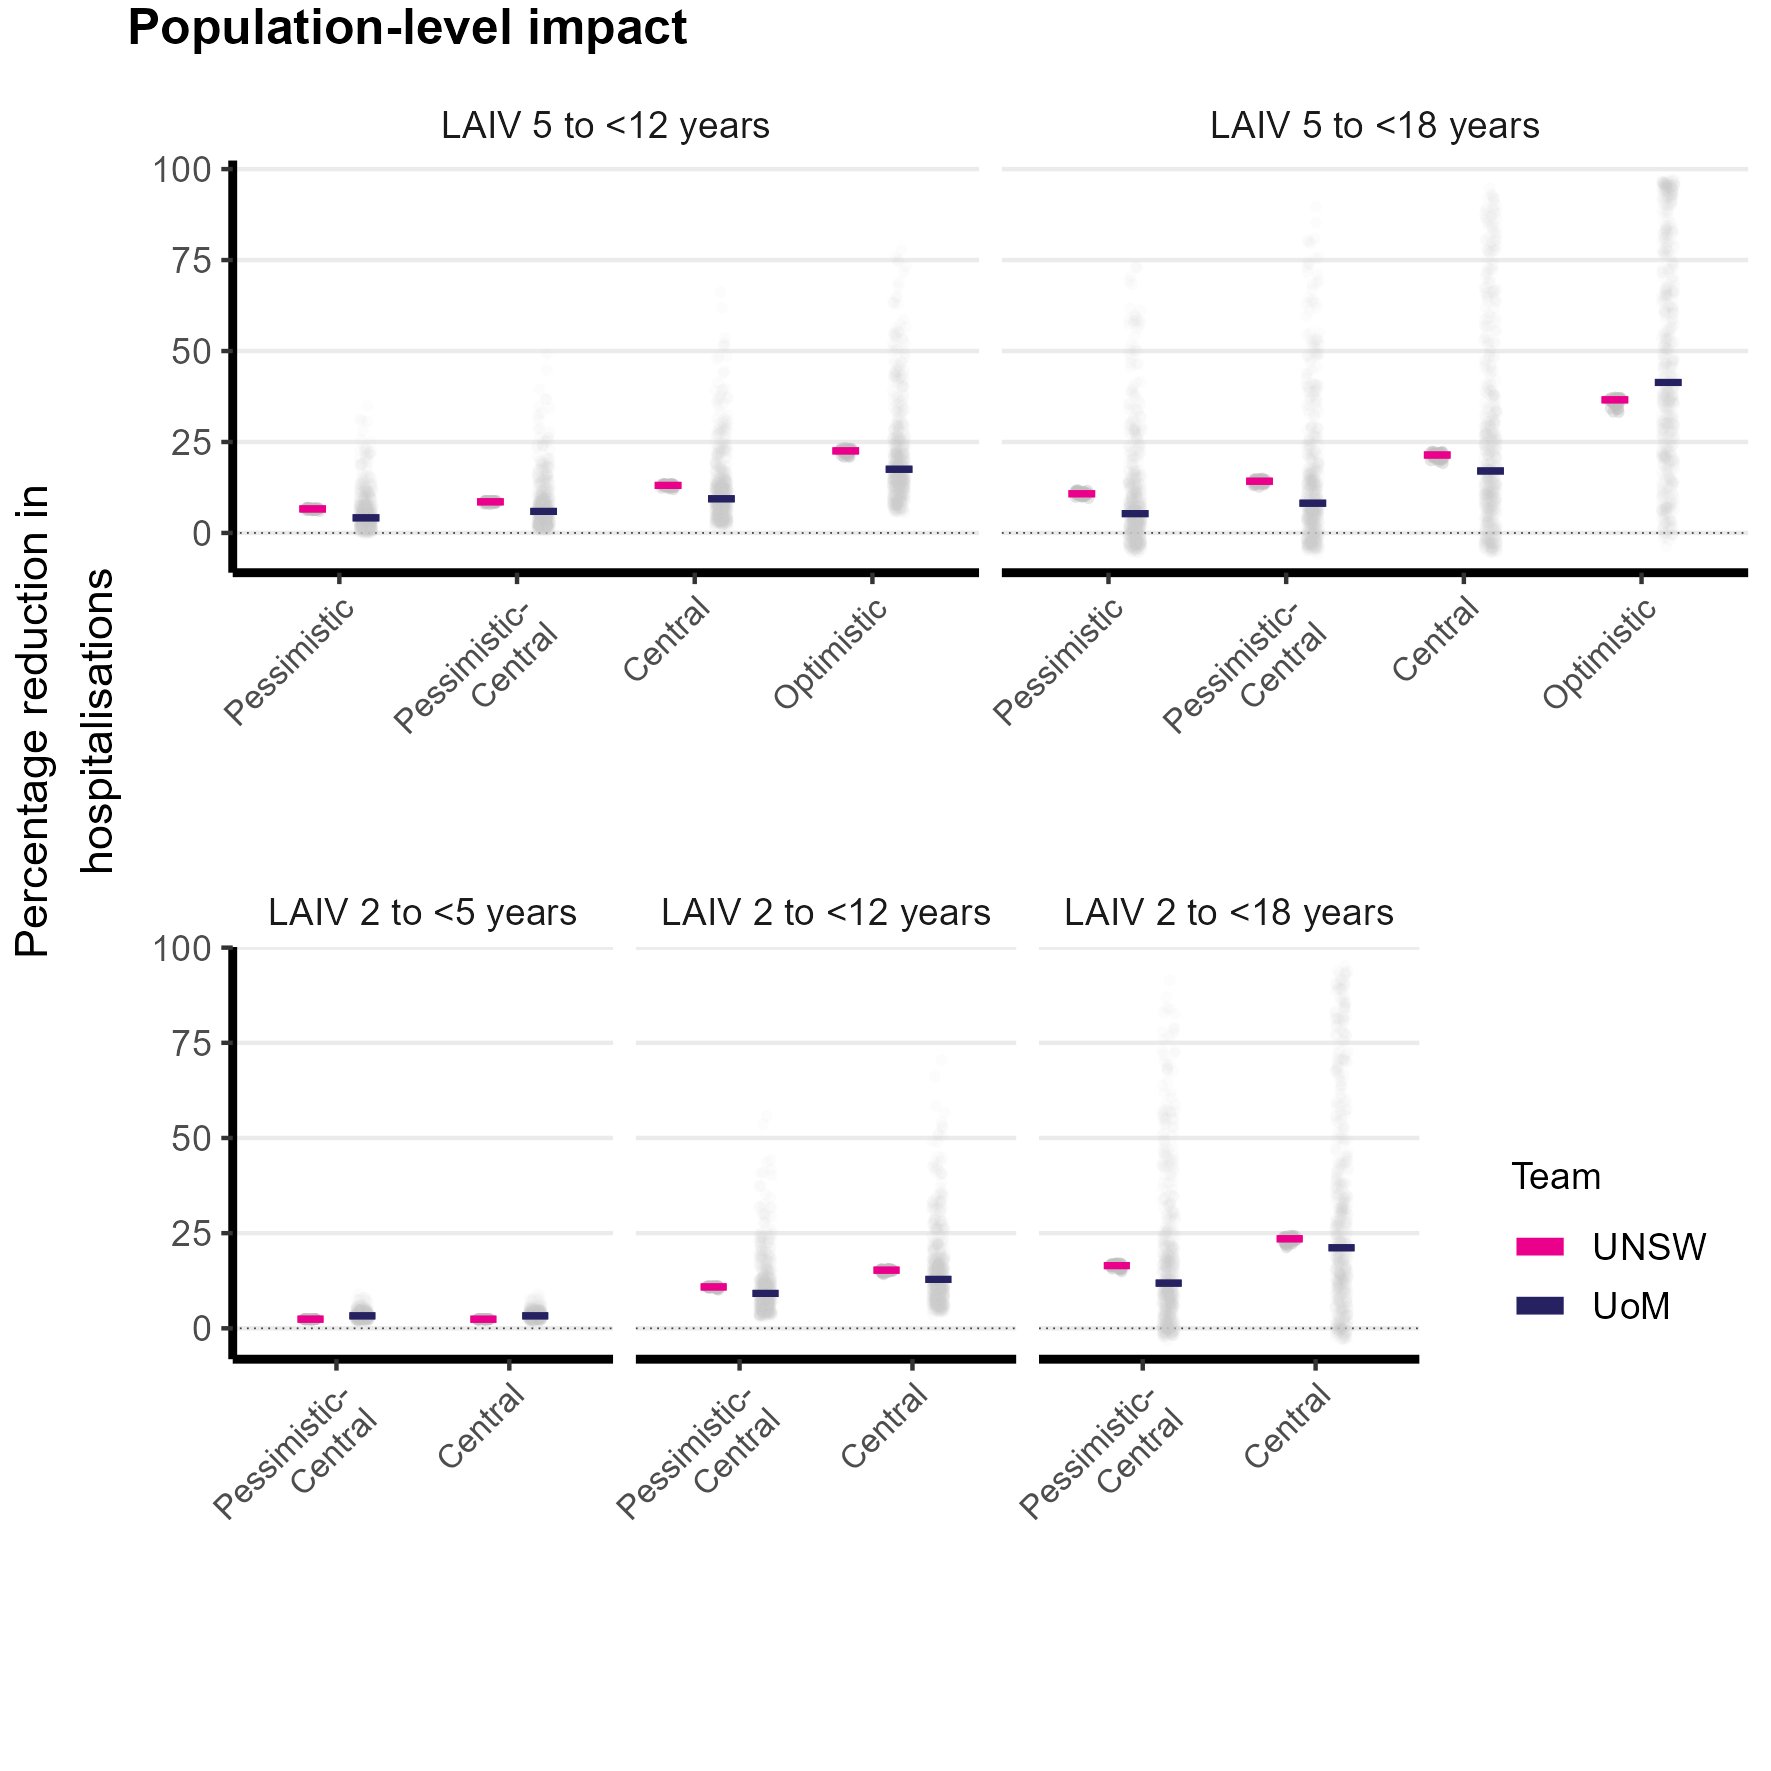 Population-level impact
Percentage reduction in
hospitalisations
LAIV 5 to <12 years
LAIV 5 to <18 years
100
75
50
25
0
Pessimistic
Pessimistic-
Central
Central
Optimistic
Pessimistic
Pessimistic-
Central
Central
Optimistic
LAIV 2 to <5 years
LAIV 2 to <12 years
LAIV 2 to <18 years
100
75
50
25
0
Pessimistic-
Central
Central
Pessimistic-
Central
Central
Pessimistic-
Central
Central
Team
UNSW
UoM